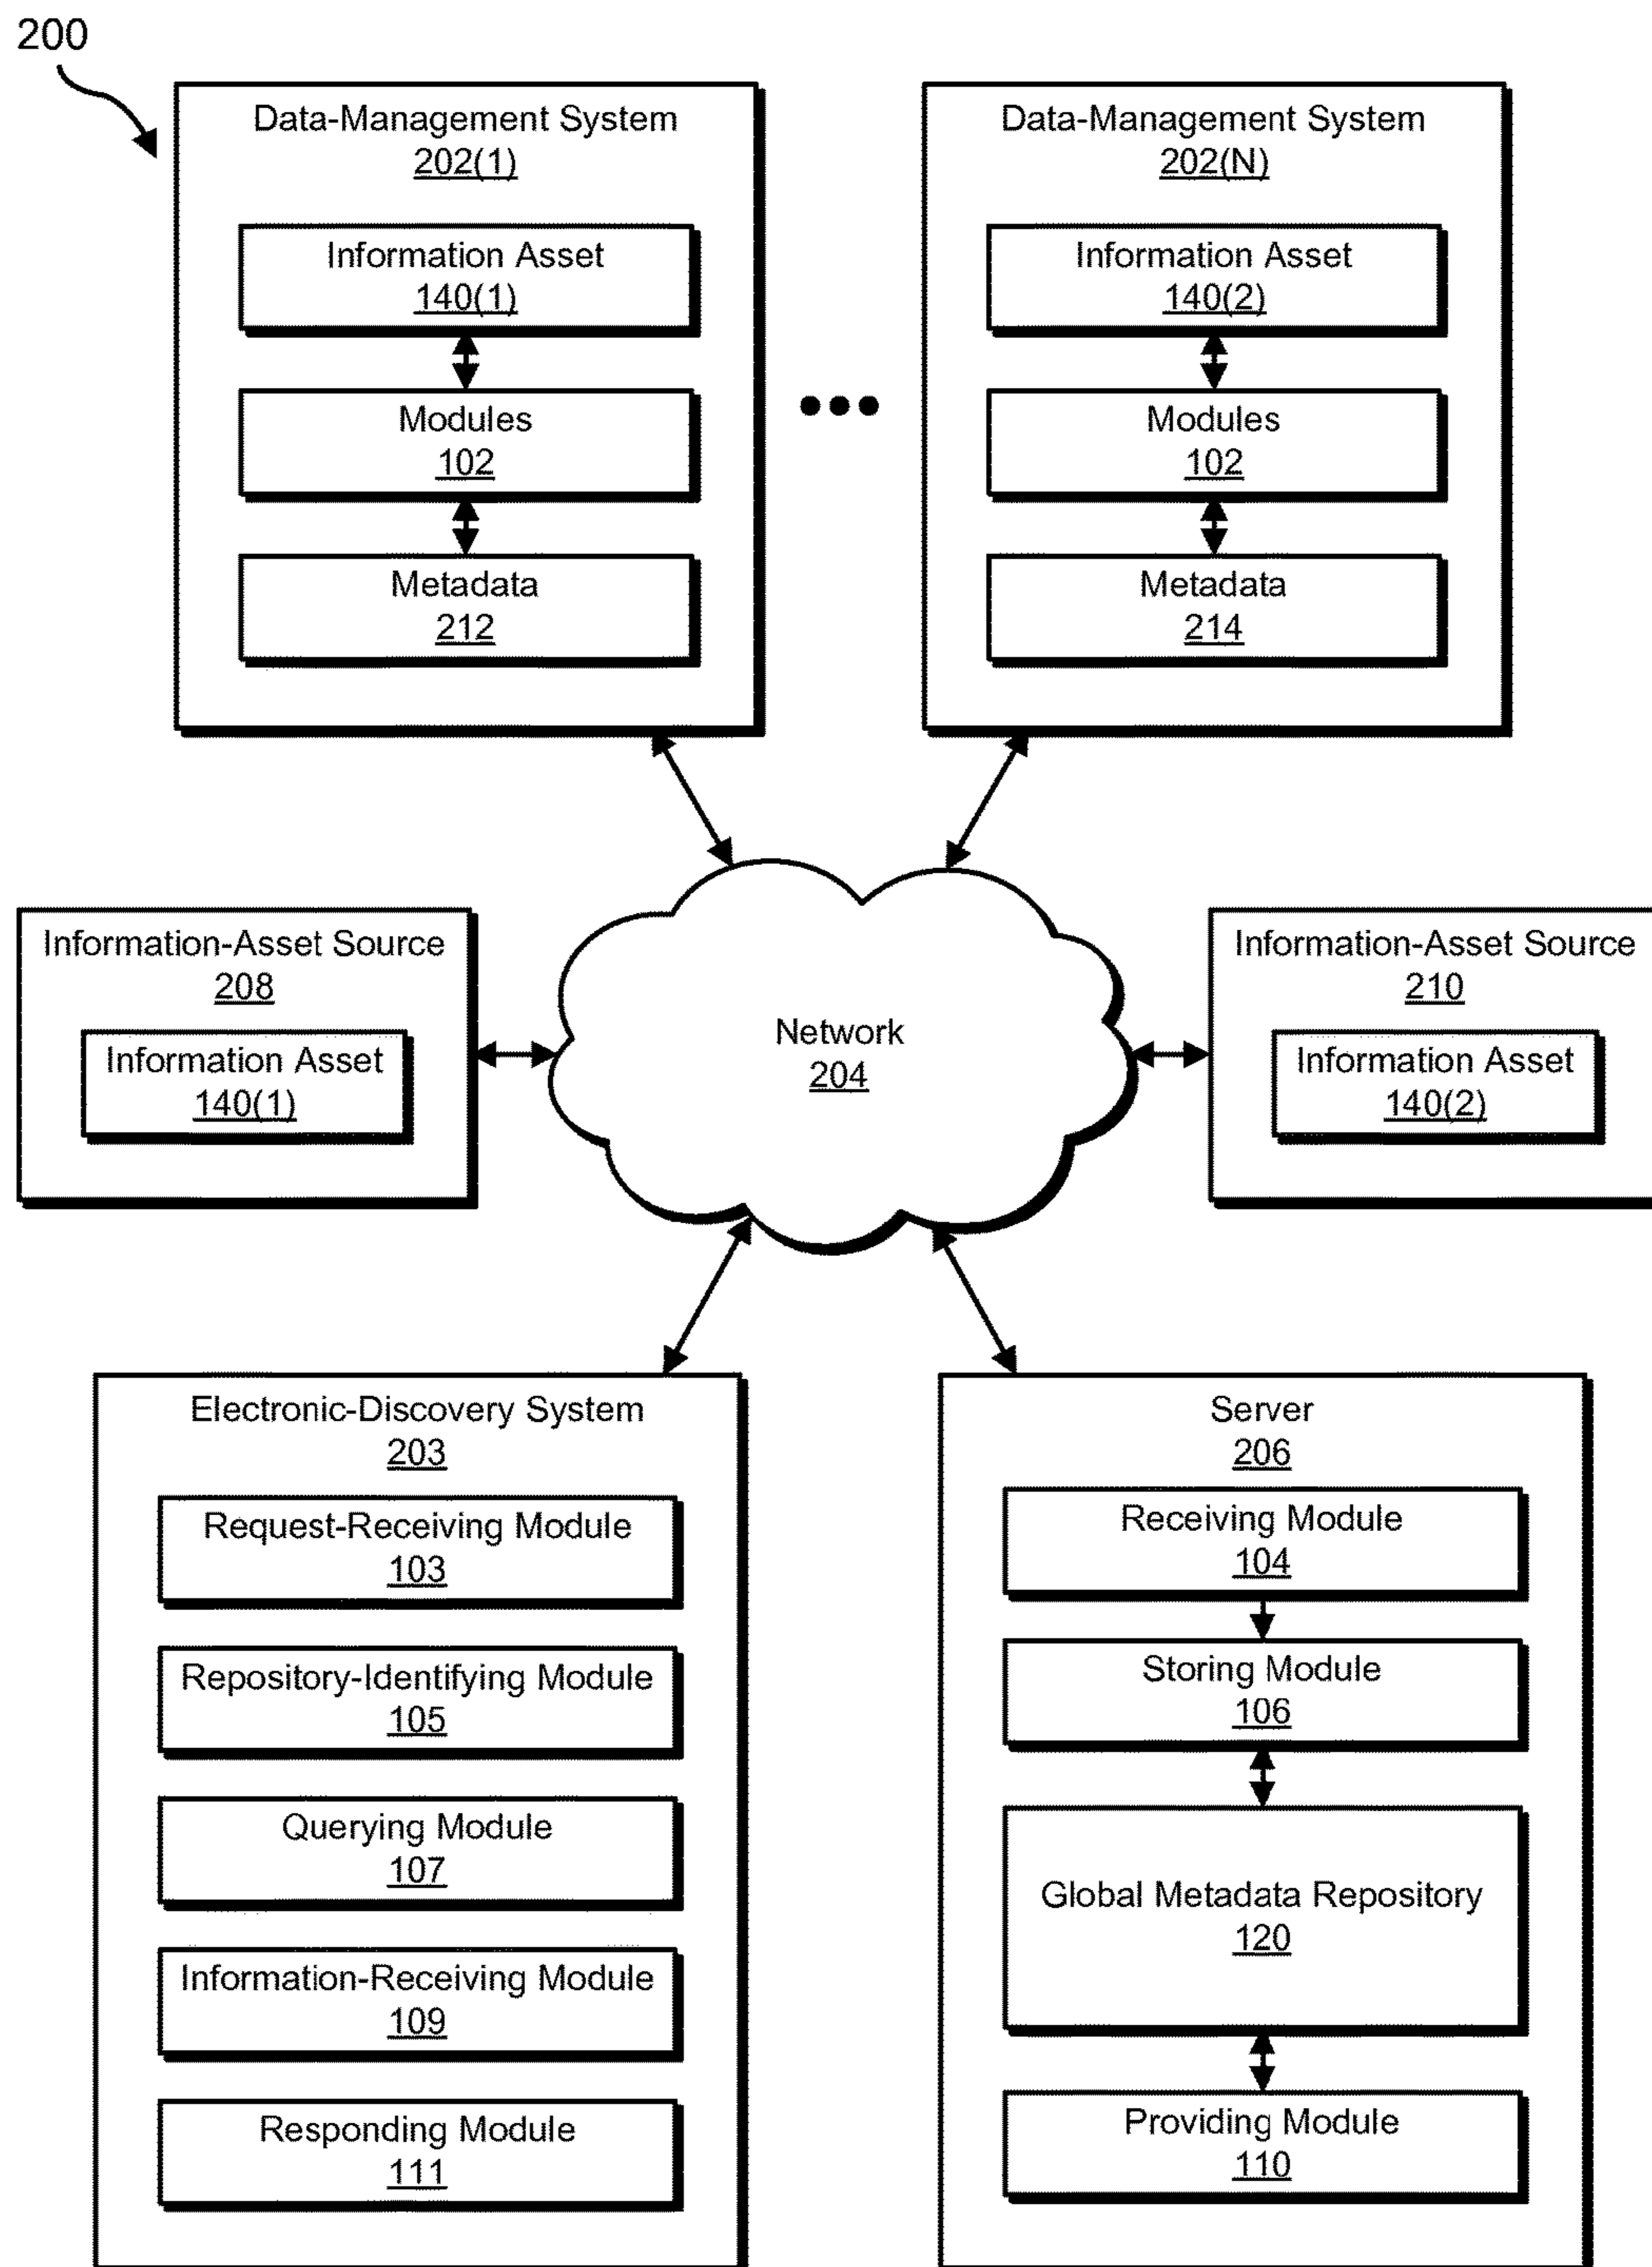 200
Data-Management System
202(1)
Information Asset
140(1)
Modules
102
Metadata
212
Data-Management System
202(N)
Information Asset
140(2)
Modules
102
Metadata
214
Information-Asset Source
208
Information Asset
140(1)
Network
204
Information-Asset Source
210
Information Asset
140(2)
Electronic-Discovery System
203
Request-Receiving Module
103
Repository-Identifying Module
105
Querying Module
107
Information-Receiving Module
109
Responding Module
111
Server
206
Receiving Module
104
Storing Module
106
Global Metadata Repository
120
Providing Module
110